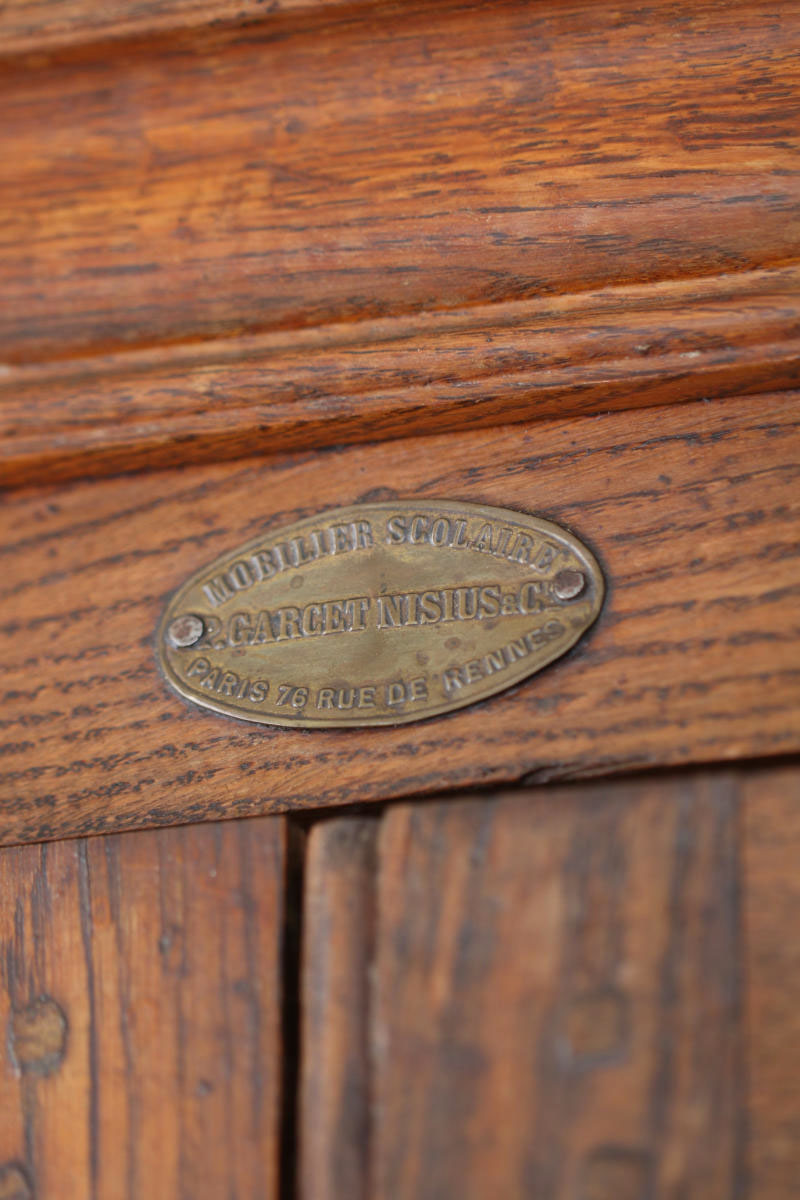 MOBILIER SCOLAIRE
P. GARCET NISIUS & Cie
PARIS 76 RUE DE RENNES